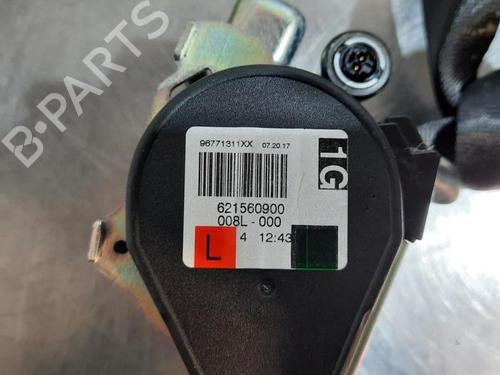 96771311XX 07.20.17
1G
621560900
008L - 000
L 4 12:43
B-PARTS